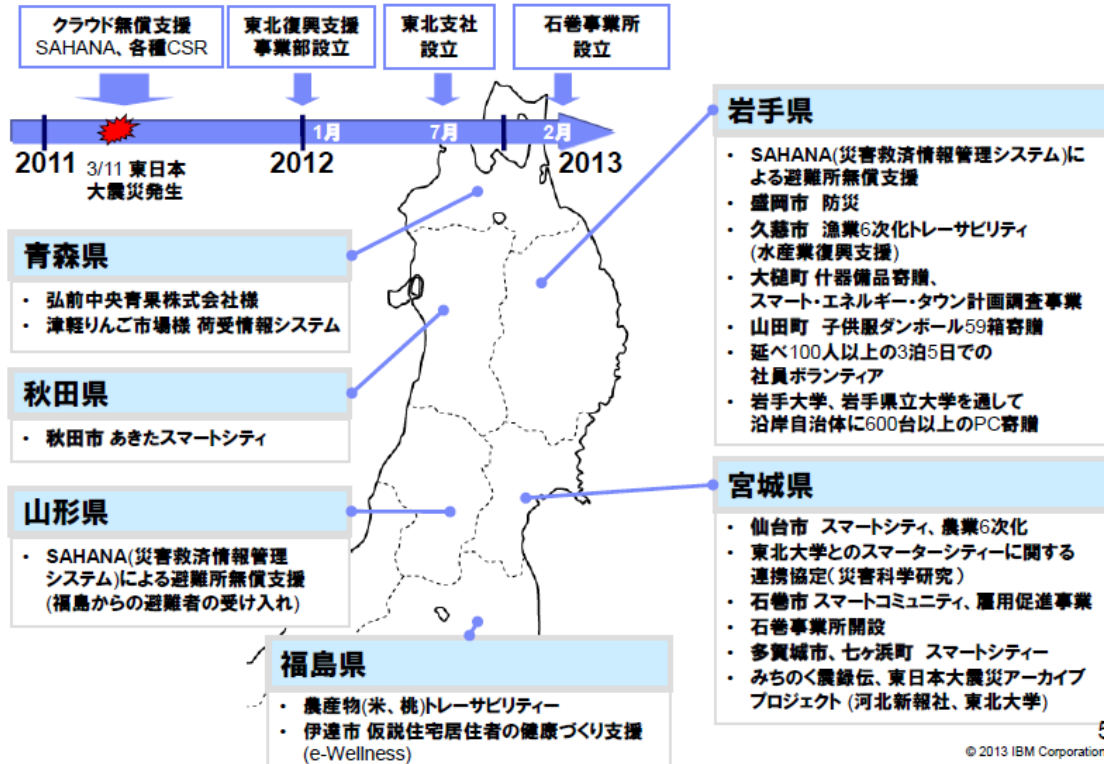 クラウド無償支援
SAHANA、各種CSR
東北復興支援
事業部設立
東北支社
設立
石巻事業所
設立
1月
7月
2月
2011
2012
2013
3/11 東日本
大震災発生
青森県
・ 弘前中央青果株式会社様
・ 津軽りんご市場様 荷受情報システム
秋田県
・ 秋田市 あきたスマートシティ
山形県
・ SAHANA(災害救済情報管理
システム)による避難所無償支援
(福島からの避難者の受け入れ)
福島県
・ 農産物(米、桃)トレーサビリティー
・ 伊達市 仮説住宅居住者の健康づくり支援
(e-Wellness)
岩手県
・ SAHANA(災害救済情報管理システム)に
よる避難所無償支援
・ 盛岡市 防災
・ 久慈市 漁業6次化トレーサビリティ
(水産業復興支援)
・ 大槌町 什器備品寄贈、
スマート・エネルギー・タウン計画調査事業
・ 山田町 子供服ダンボール59箱寄贈
・ 延べ100人以上の3泊5日での
社員ボランティア
・ 岩手大学、岩手県立大学を通して
沿岸自治体に600台以上のPC寄贈
宮城県
・ 仙台市 スマートシティ、農業6次化
・ 東北大学とのスマーターシティーに関する
連携協定(災害科学研究)
・ 石巻市 スマートコミュニティ、雇用促進事業
・ 石巻事業所開設
・ 多賀城市、七ヶ浜町 スマートシティー
・ みちのく震録伝、東日本大震災アーカイブ
プロジェクト (河北新報社、東北大学)
5
© 2013 IBM Corporation